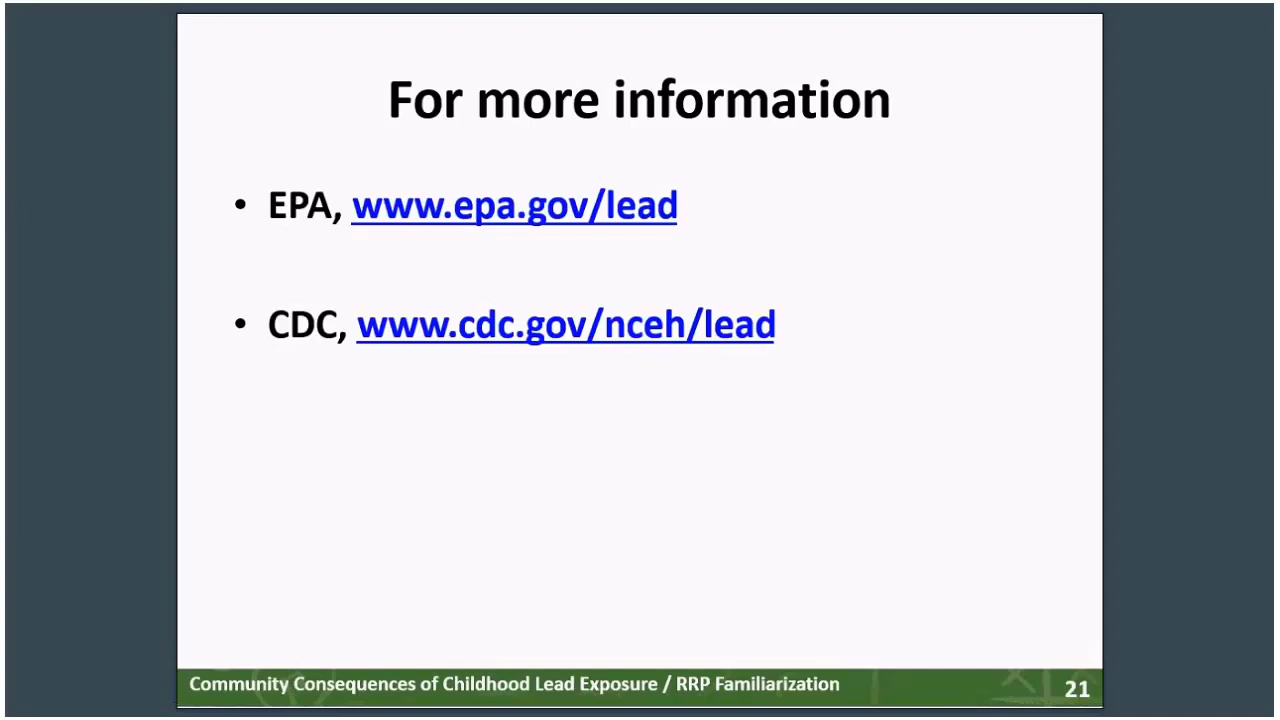 For more information
• EPA, www.epa.gov/lead
• CDC, www.cdc.gov/nceh/lead
Community Consequences of Childhood Lead Exposure / RRP Familiarization
21